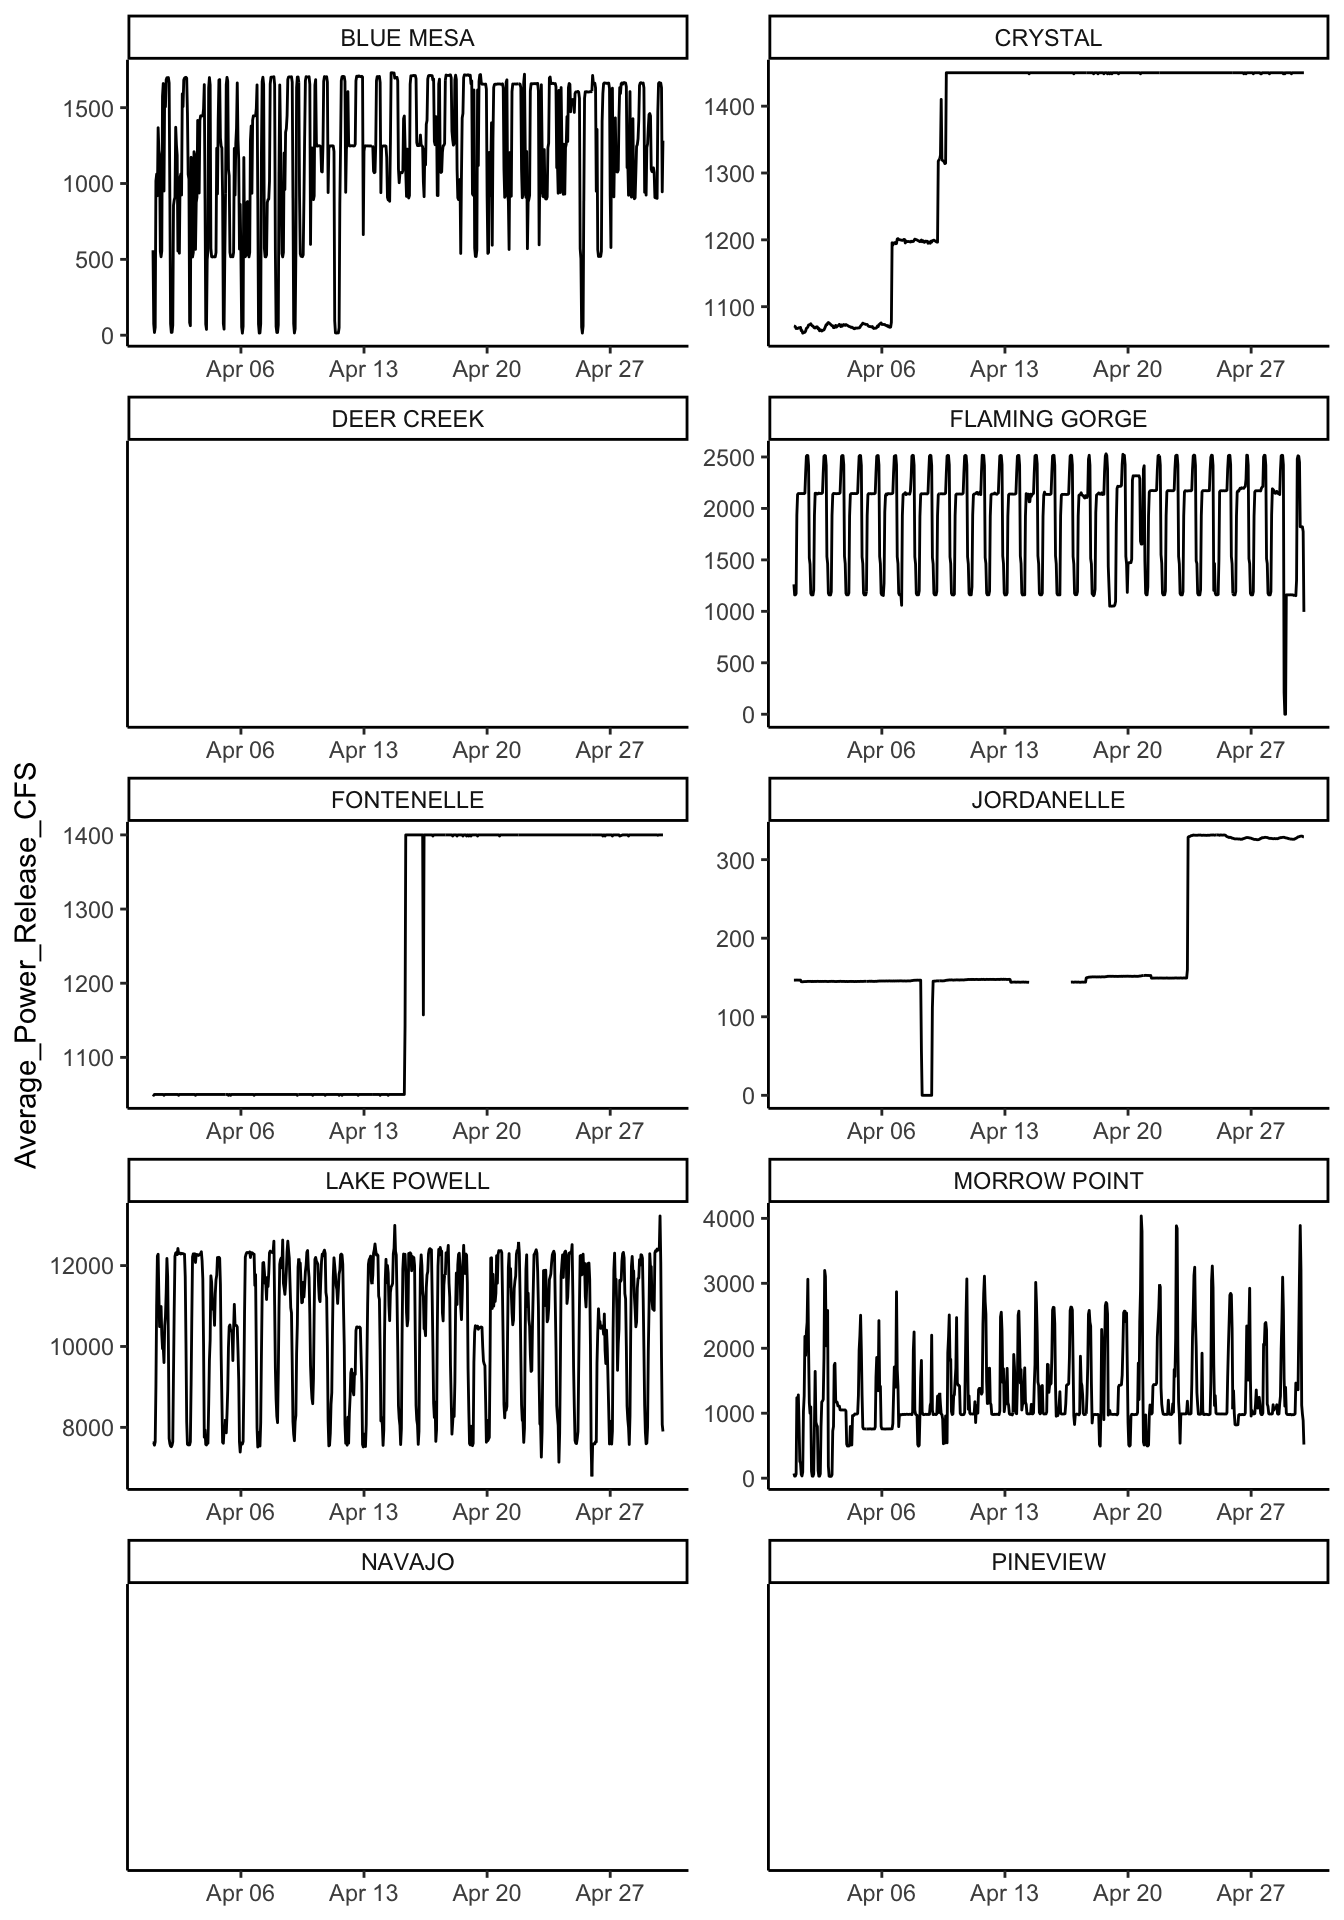 Average_Power_Release_CFS
BLUE MESA
1500
1000
500
0
Apr 06 Apr 13 Apr 20 Apr 27
CRYSTAL
1400
1300
1200
1100
Apr 06 Apr 13 Apr 20 Apr 27
DEER CREEK
Apr 06 Apr 13 Apr 20 Apr 27
FLAMING GORGE
2500
2000
1500
1000
500
0
Apr 06 Apr 13 Apr 20 Apr 27
FONTENELLE
1400
1300
1200
1100
Apr 06 Apr 13 Apr 20 Apr 27
JORDANELLE
300
200
100
0
Apr 06 Apr 13 Apr 20 Apr 27
LAKE POWELL
12000
10000
8000
Apr 06 Apr 13 Apr 20 Apr 27
MORROW POINT
4000
3000
2000
1000
0
Apr 06 Apr 13 Apr 20 Apr 27
NAVAJO
Apr 06 Apr 13 Apr 20 Apr 27
PINEVIEW
Apr 06 Apr 13 Apr 20 Apr 27